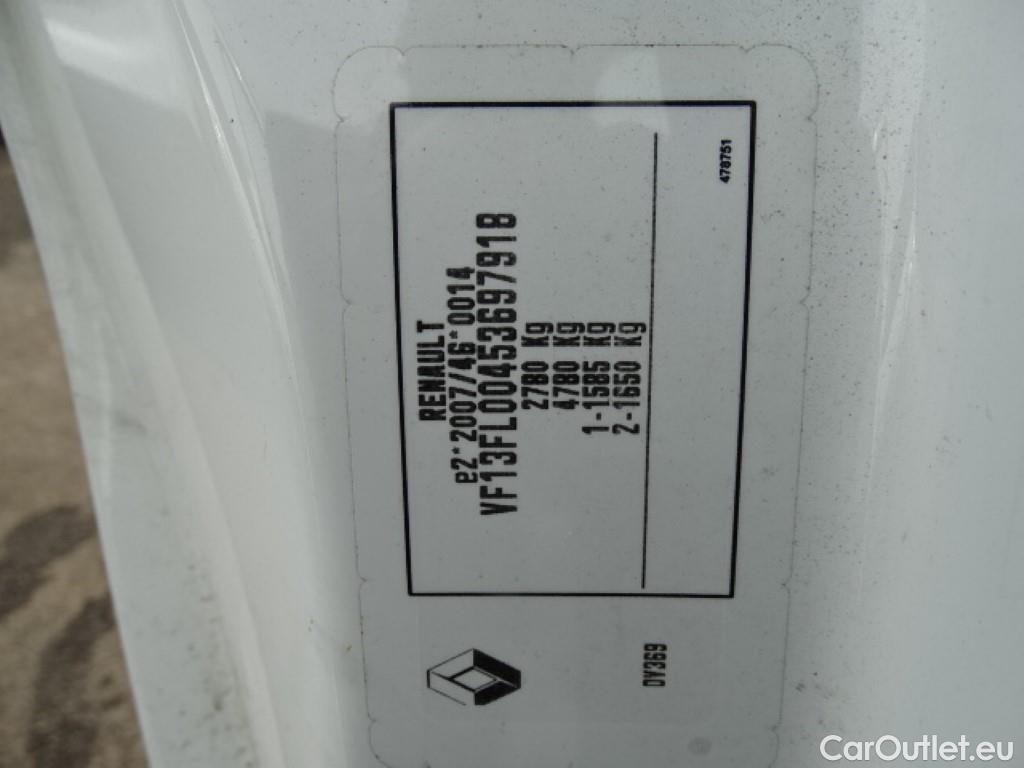 RENAULT
e2*2007/46*0014
VF13FL00453697918
2780 Kg
4780 Kg
1-1585 Kg
2-1650 Kg
478751
DV369
CarOutlet.eu